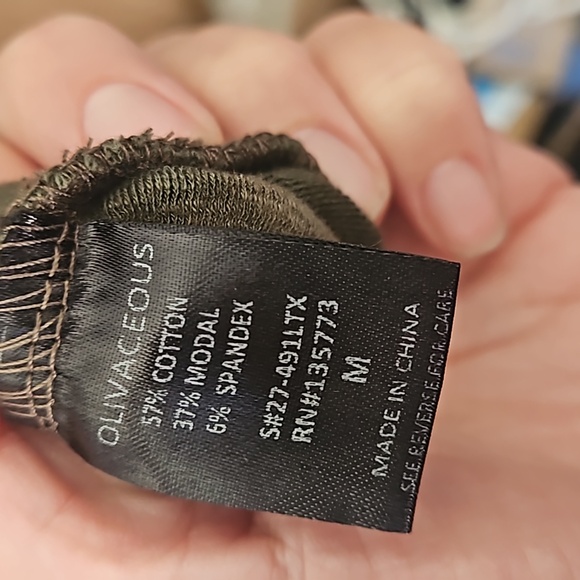 OLIVACEOUS
57% COTTON
37% MODAL
6% SPANDEX
S#27-491LTX
RN#135773
M
MADE IN CHINA
SEE REVERSE FOR CARE